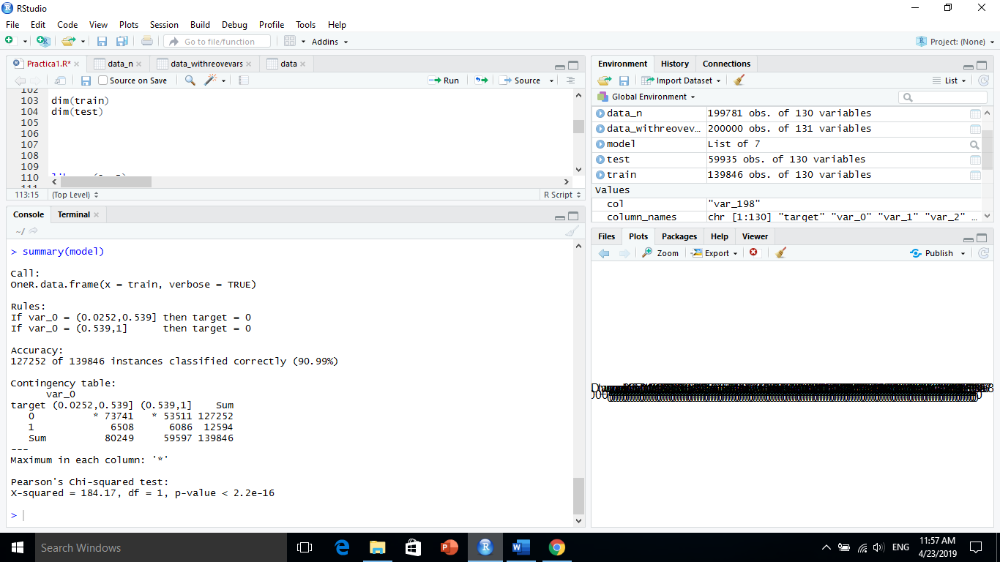 RStudio
File Edit Code View Plots Session Build Debug Profile Tools Help
Go to file/function Addins Project: (None)
Practica1.R* data_n data_withreovevars data
Source on Save Run Source
102
103 dim(train)
104 dim(test)
105
106
107
108
109
110
111
113:15 (Top Level) R Script
Console Terminal
~/
> summary(model)
Call:
OneR.data.frame(x = train, verbose = TRUE)
Rules:
If var_0 = (0.0252,0.539] then target = 0
If var_0 = (0.539,1] then target = 0
Accuracy:
127252 of 139846 instances classified correctly (90.99%)
Contingency table:
var_0
target (0.0252,0.539] (0.539,1] Sum
0 * 73741 * 53511 127252
1 6508 6086 12594
Sum 80249 59597 139846
---
Maximum in each column: '*'
Pearson's Chi-squared test:
X-squared = 184.17, df = 1, p-value < 2.2e-16
>
Environment History Connections
Import Dataset List
Global Environment
data_n 199781 obs. of 130 variables
data_withreovev… 200000 obs. of 131 variables
model List of 7
test 59935 obs. of 130 variables
train 139846 obs. of 130 variables
Values
col "var_198"
column_names chr [1:130] "target" "var_0" "var_1" "var_2" …
Files Plots Packages Help Viewer
Zoom Export Publish
Search Windows
ENG
11:57 AM
4/23/2019